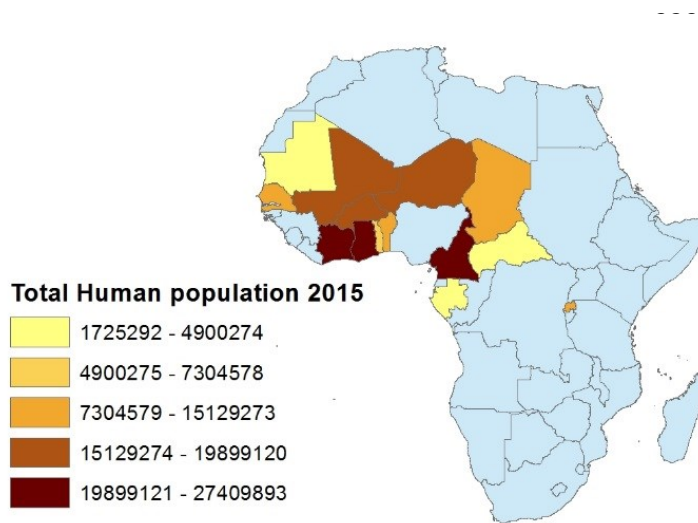 Total Human population 2015
1725292 - 4900274
4900275 - 7304578
7304579 - 15129273
15129274 - 19899120
19899121 - 27409893